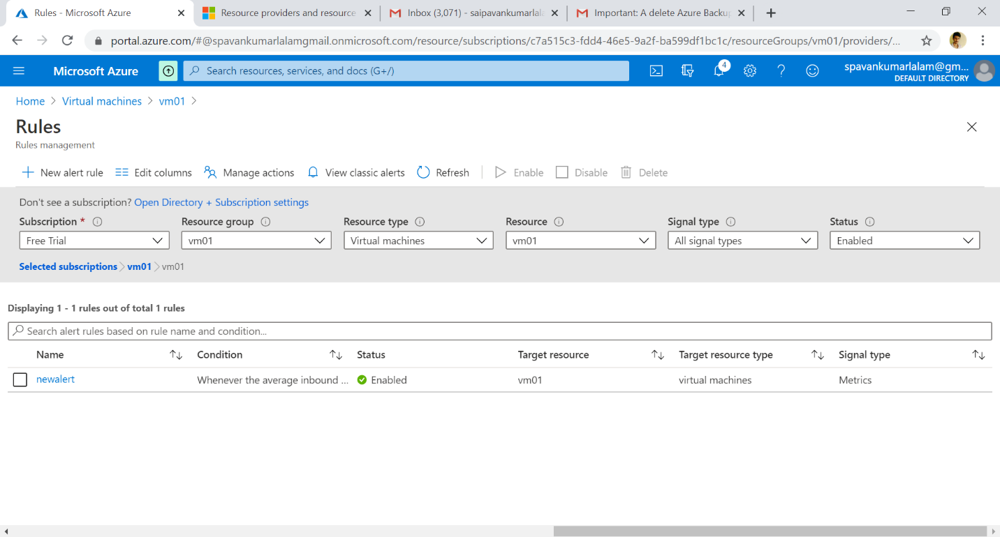 Rules - Microsoft Azure
Resource providers and resource
Inbox (3,071) - saipavankumarlal
Important: A delete Azure Backup
portal.azure.com/#@spavankumarlalamgmail.onmicrosoft.com/resource/subscriptions/c7a515c3-fdd4-46e5-9a2f-ba599df1bc1c/resourceGroups/vm01/providers/...
Microsoft Azure
Search resources, services, and docs (G+/)
4
spavankumarlalam@gm...
DEFAULT DIRECTORY
Home > Virtual machines > vm01 >
Rules
Rules management
New alert rule Edit columns Manage actions View classic alerts Refresh Enable Disable Delete
Don't see a subscription? Open Directory + Subscription settings
Subscription * Resource group Resource type Resource Signal type Status
Free Trial vm01 Virtual machines vm01 All signal types Enabled
Selected subscriptions > vm01 > vm01
Displaying 1 - 1 rules out of total 1 rules
Search alert rules based on rule name and condition...
Name Condition Status Target resource Target resource type Signal type
newalert Whenever the average inbound ... Enabled vm01 virtual machines Metrics